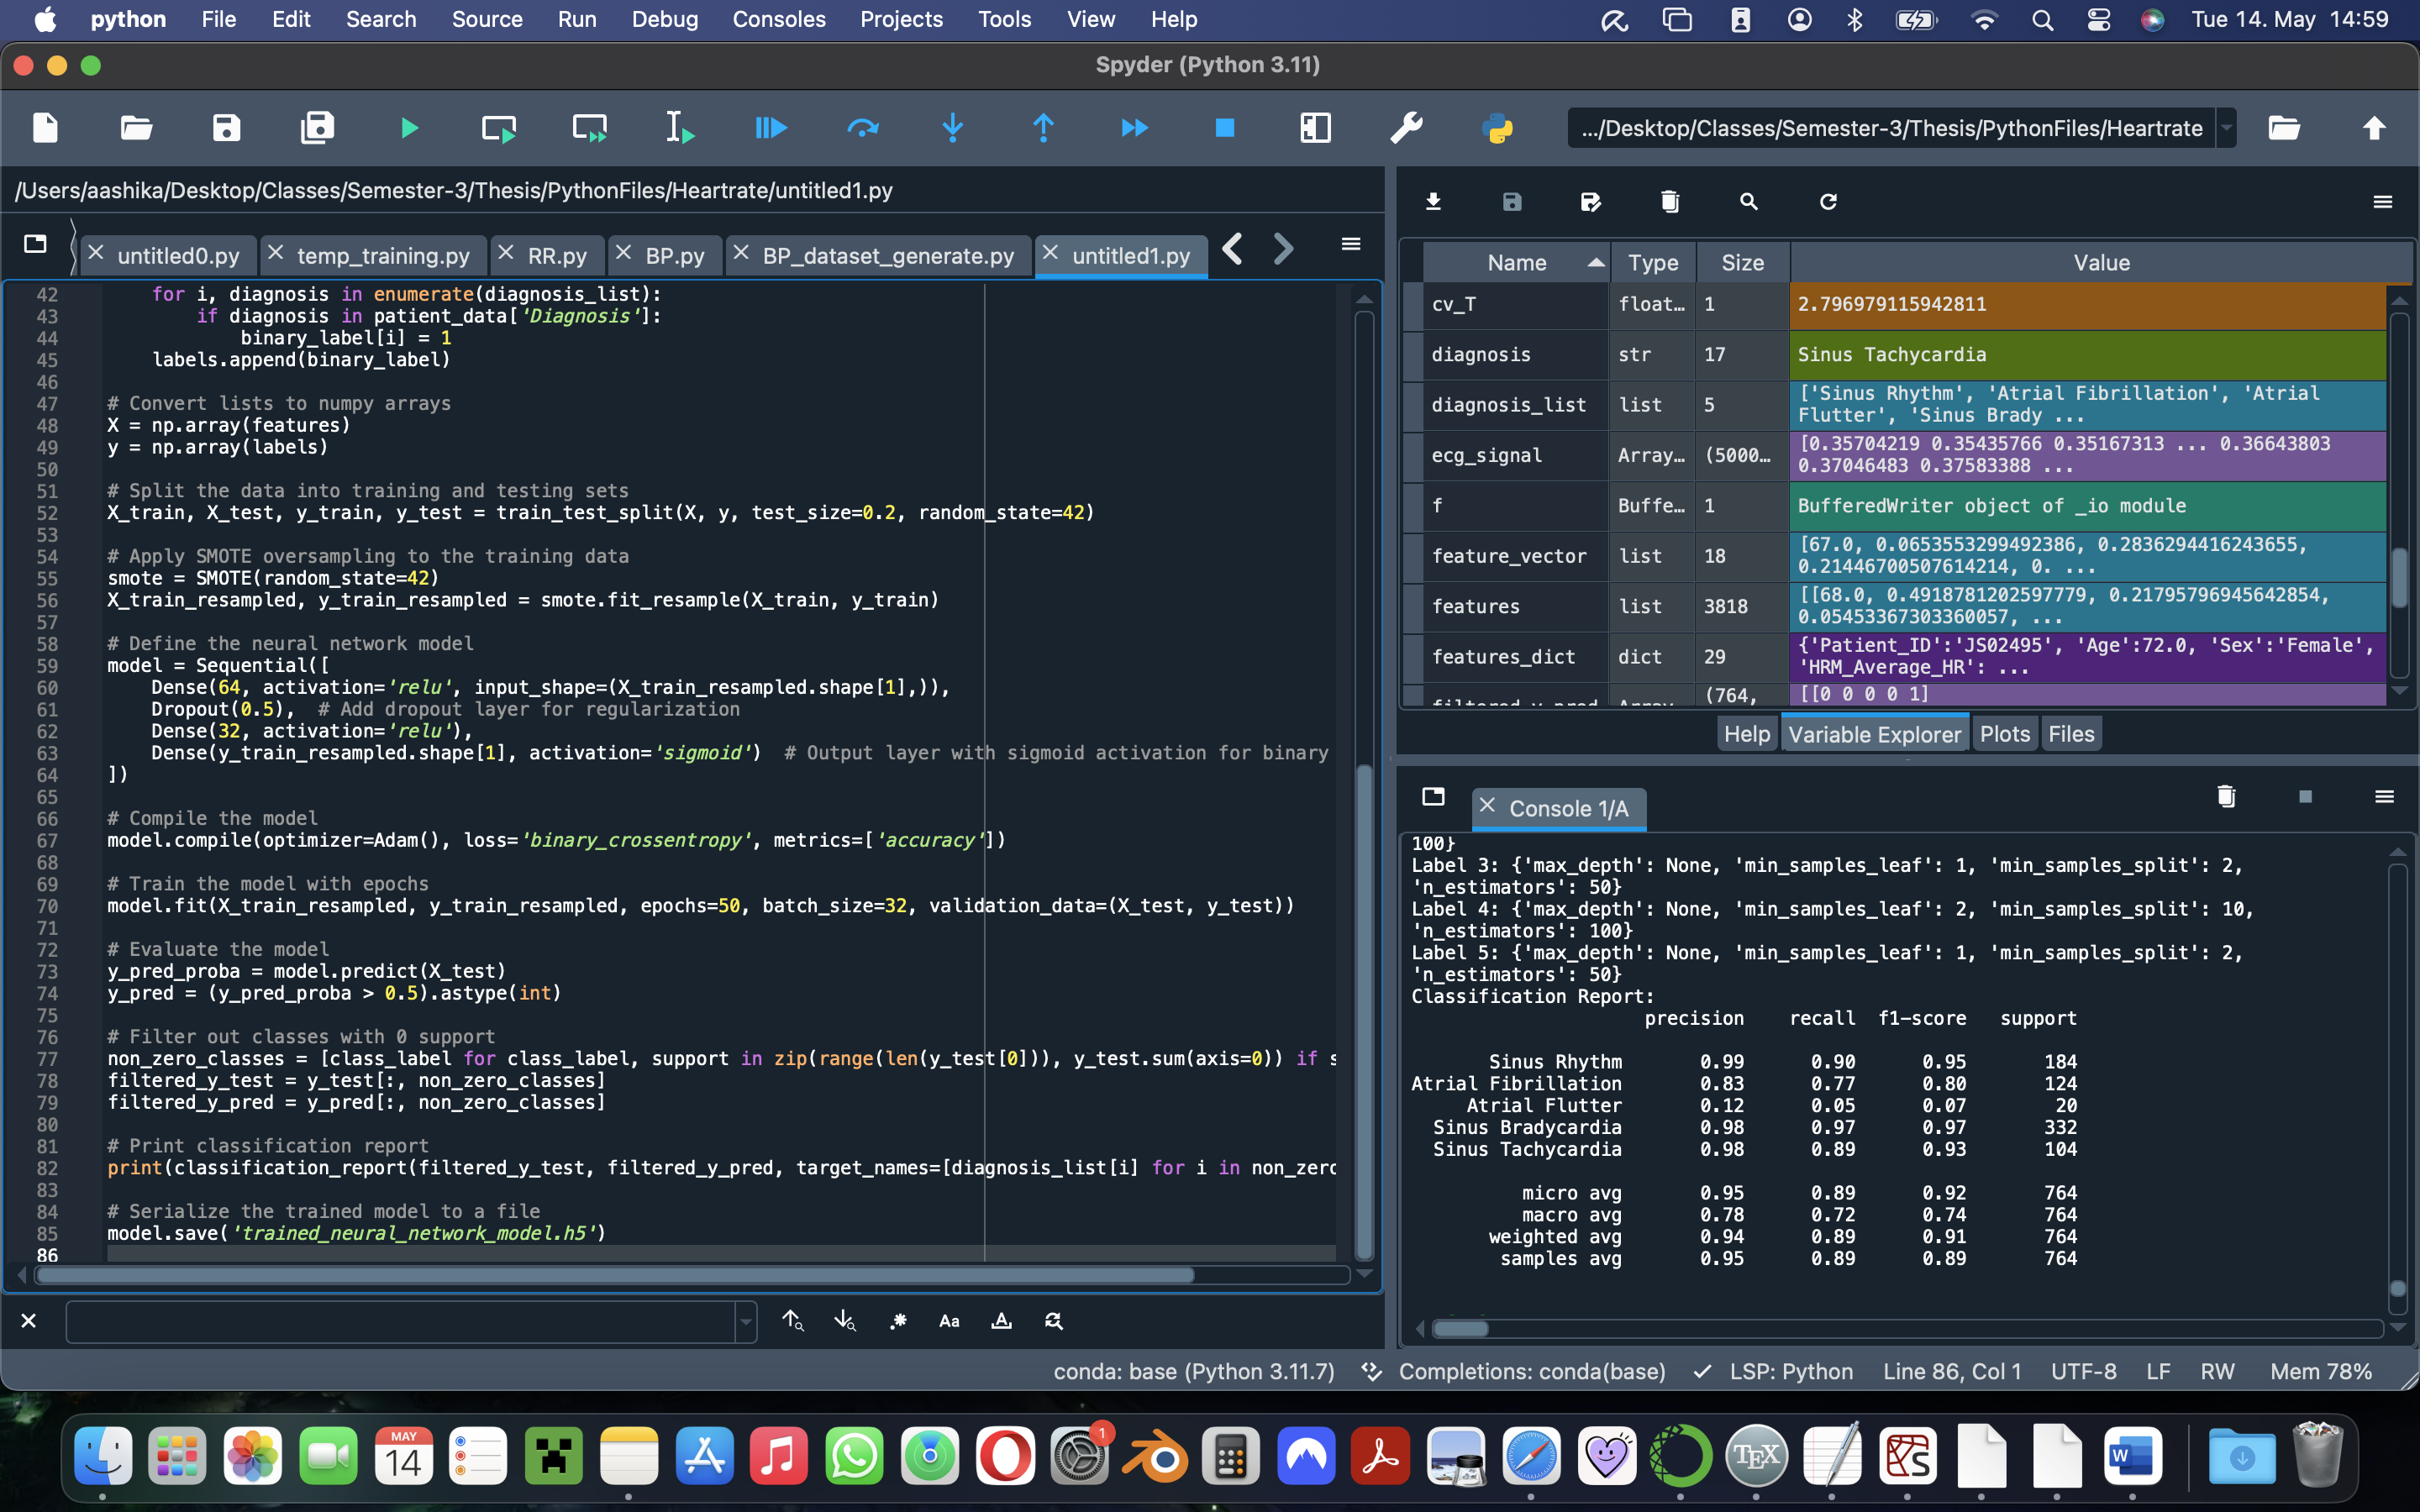 python File Edit Search Source Run Debug Consoles Projects Tools View Help Tue 14. May 14:59
Spyder (Python 3.11)
.../Desktop/Classes/Semester-3/Thesis/PythonFiles/Heartrate
/Users/aashika/Desktop/Classes/Semester-3/Thesis/PythonFiles/Heartrate/untitled1.py
untitled0.py temp_training.py RR.py BP.py BP_dataset_generate.py untitled1.py
42 for i, diagnosis in enumerate(diagnosis_list):
43 if diagnosis in patient_data['Diagnosis']:
44 binary_label[i] = 1
45 labels.append(binary_label)
46
47 # Convert lists to numpy arrays
48 X = np.array(features)
49 y = np.array(labels)
50
51 # Split the data into training and testing sets
52 X_train, X_test, y_train, y_test = train_test_split(X, y, test_size=0.2, random_state=42)
53
54 # Apply SMOTE oversampling to the training data
55 smote = SMOTE(random_state=42)
56 X_train_resampled, y_train_resampled = smote.fit_resample(X_train, y_train)
57
58 # Define the neural network model
59 model = Sequential([
60 Dense(64, activation='relu', input_shape=(X_train_resampled.shape[1],)),
61 Dropout(0.5), # Add dropout layer for regularization
62 Dense(32, activation='relu'),
63 Dense(y_train_resampled.shape[1], activation='sigmoid') # Output layer with sigmoid activation for binary
64 ])
65
66 # Compile the model
67 model.compile(optimizer=Adam(), loss='binary_crossentropy', metrics=['accuracy'])
68
69 # Train the model with epochs
70 model.fit(X_train_resampled, y_train_resampled, epochs=50, batch_size=32, validation_data=(X_test, y_test))
71
72 # Evaluate the model
73 y_pred_proba = model.predict(X_test)
74 y_pred = (y_pred_proba > 0.5).astype(int)
75
76 # Filter out classes with 0 support
77 non_zero_classes = [class_label for class_label, support in zip(range(len(y_test[0])), y_test.sum(axis=0)) if s
78 filtered_y_test = y_test[:, non_zero_classes]
79 filtered_y_pred = y_pred[:, non_zero_classes]
80
81 # Print classification report
82 print(classification_report(filtered_y_test, filtered_y_pred, target_names=[diagnosis_list[i] for i in non_zero
83
84 # Serialize the trained model to a file
85 model.save('trained_neural_network_model.h5')
86
Aa
Name Type Size Value
cv_T float... 1 2.796979115942811
diagnosis str 17 Sinus Tachycardia
diagnosis_list list 5 ['Sinus Rhythm', 'Atrial Fibrillation', 'Atrial
Flutter', 'Sinus Brady ...
ecg_signal Array... (5000... [0.35704219 0.35435766 0.35167313 ... 0.36643803
0.37046483 0.37583388 ...
f Buffe... 1 BufferedWriter object of _io module
feature_vector list 18 [67.0, 0.0653553299492386, 0.2836294416243655,
0.21446700507614214, 0. ...
features list 3818 [[68.0, 0.4918781202597779, 0.21795796945642854,
0.05453367303360057, ...
features_dict dict 29 {'Patient_ID':'JS02495', 'Age':72.0, 'Sex':'Female',
'HRM_Average_HR': ...
filtered_y_pred Array (764, [[0 0 0 0 1]
Help Variable Explorer Plots Files
Console 1/A
100}
Label 3: {'max_depth': None, 'min_samples_leaf': 1, 'min_samples_split': 2,
'n_estimators': 50}
Label 4: {'max_depth': None, 'min_samples_leaf': 2, 'min_samples_split': 10,
'n_estimators': 100}
Label 5: {'max_depth': None, 'min_samples_leaf': 1, 'min_samples_split': 2,
'n_estimators': 50}
Classification Report:
precision recall f1-score support
Sinus Rhythm 0.99 0.90 0.95 184
Atrial Fibrillation 0.83 0.77 0.80 124
Atrial Flutter 0.12 0.05 0.07 20
Sinus Bradycardia 0.98 0.97 0.97 332
Sinus Tachycardia 0.98 0.89 0.93 104
micro avg 0.95 0.89 0.92 764
macro avg 0.78 0.72 0.74 764
weighted avg 0.94 0.89 0.91 764
samples avg 0.95 0.89 0.89 764
conda: base (Python 3.11.7) Completions: conda(base) LSP: Python Line 86, Col 1 UTF-8 LF RW Mem 78%
MAY
14
1
TEX
W